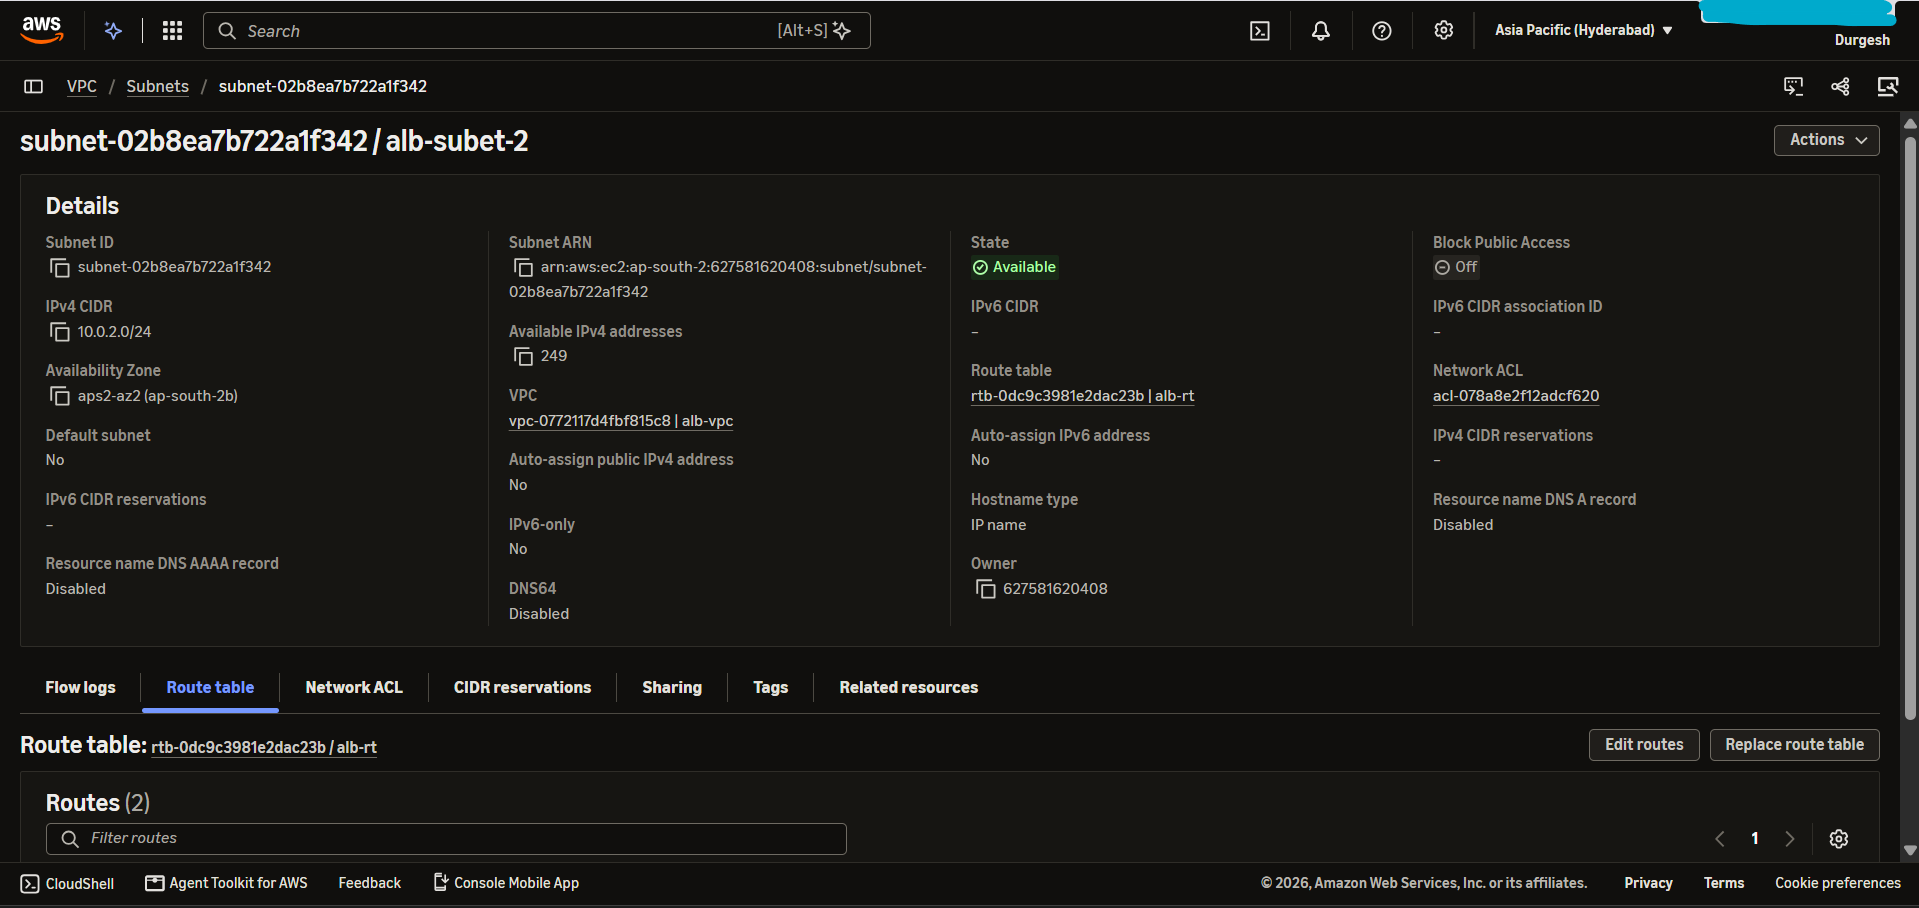 aws
Search [Alt+S]
Asia Pacific (Hyderabad)
Durgesh
VPC / Subnets / subnet-02b8ea7b722a1f342
subnet-02b8ea7b722a1f342 / alb-subet-2
Actions
Details
Subnet ID
subnet-02b8ea7b722a1f342
IPv4 CIDR
10.0.2.0/24
Availability Zone
aps2-az2 (ap-south-2b)
Default subnet
No
IPv6 CIDR reservations
–
Resource name DNS AAAA record
Disabled
Subnet ARN
arn:aws:ec2:ap-south-2:627581620408:subnet/subnet-
02b8ea7b722a1f342
Available IPv4 addresses
249
VPC
vpc-0772117d4fbf815c8 | alb-vpc
Auto-assign public IPv4 address
No
IPv6-only
No
DNS64
Disabled
State
Available
IPv6 CIDR
–
Route table
rtb-0dc9c3981e2dac23b | alb-rt
Auto-assign IPv6 address
No
Hostname type
IP name
Owner
627581620408
Block Public Access
Off
IPv6 CIDR association ID
–
Network ACL
acl-078a8e2f12adcf620
IPv4 CIDR reservations
–
Resource name DNS A record
Disabled
Flow logs Route table Network ACL CIDR reservations Sharing Tags Related resources
Route table: rtb-0dc9c3981e2dac23b / alb-rt
Edit routes Replace route table
Routes (2)
Filter routes
1
CloudShell Agent Toolkit for AWS Feedback Console Mobile App © 2026, Amazon Web Services, Inc. or its affiliates. Privacy Terms Cookie preferences